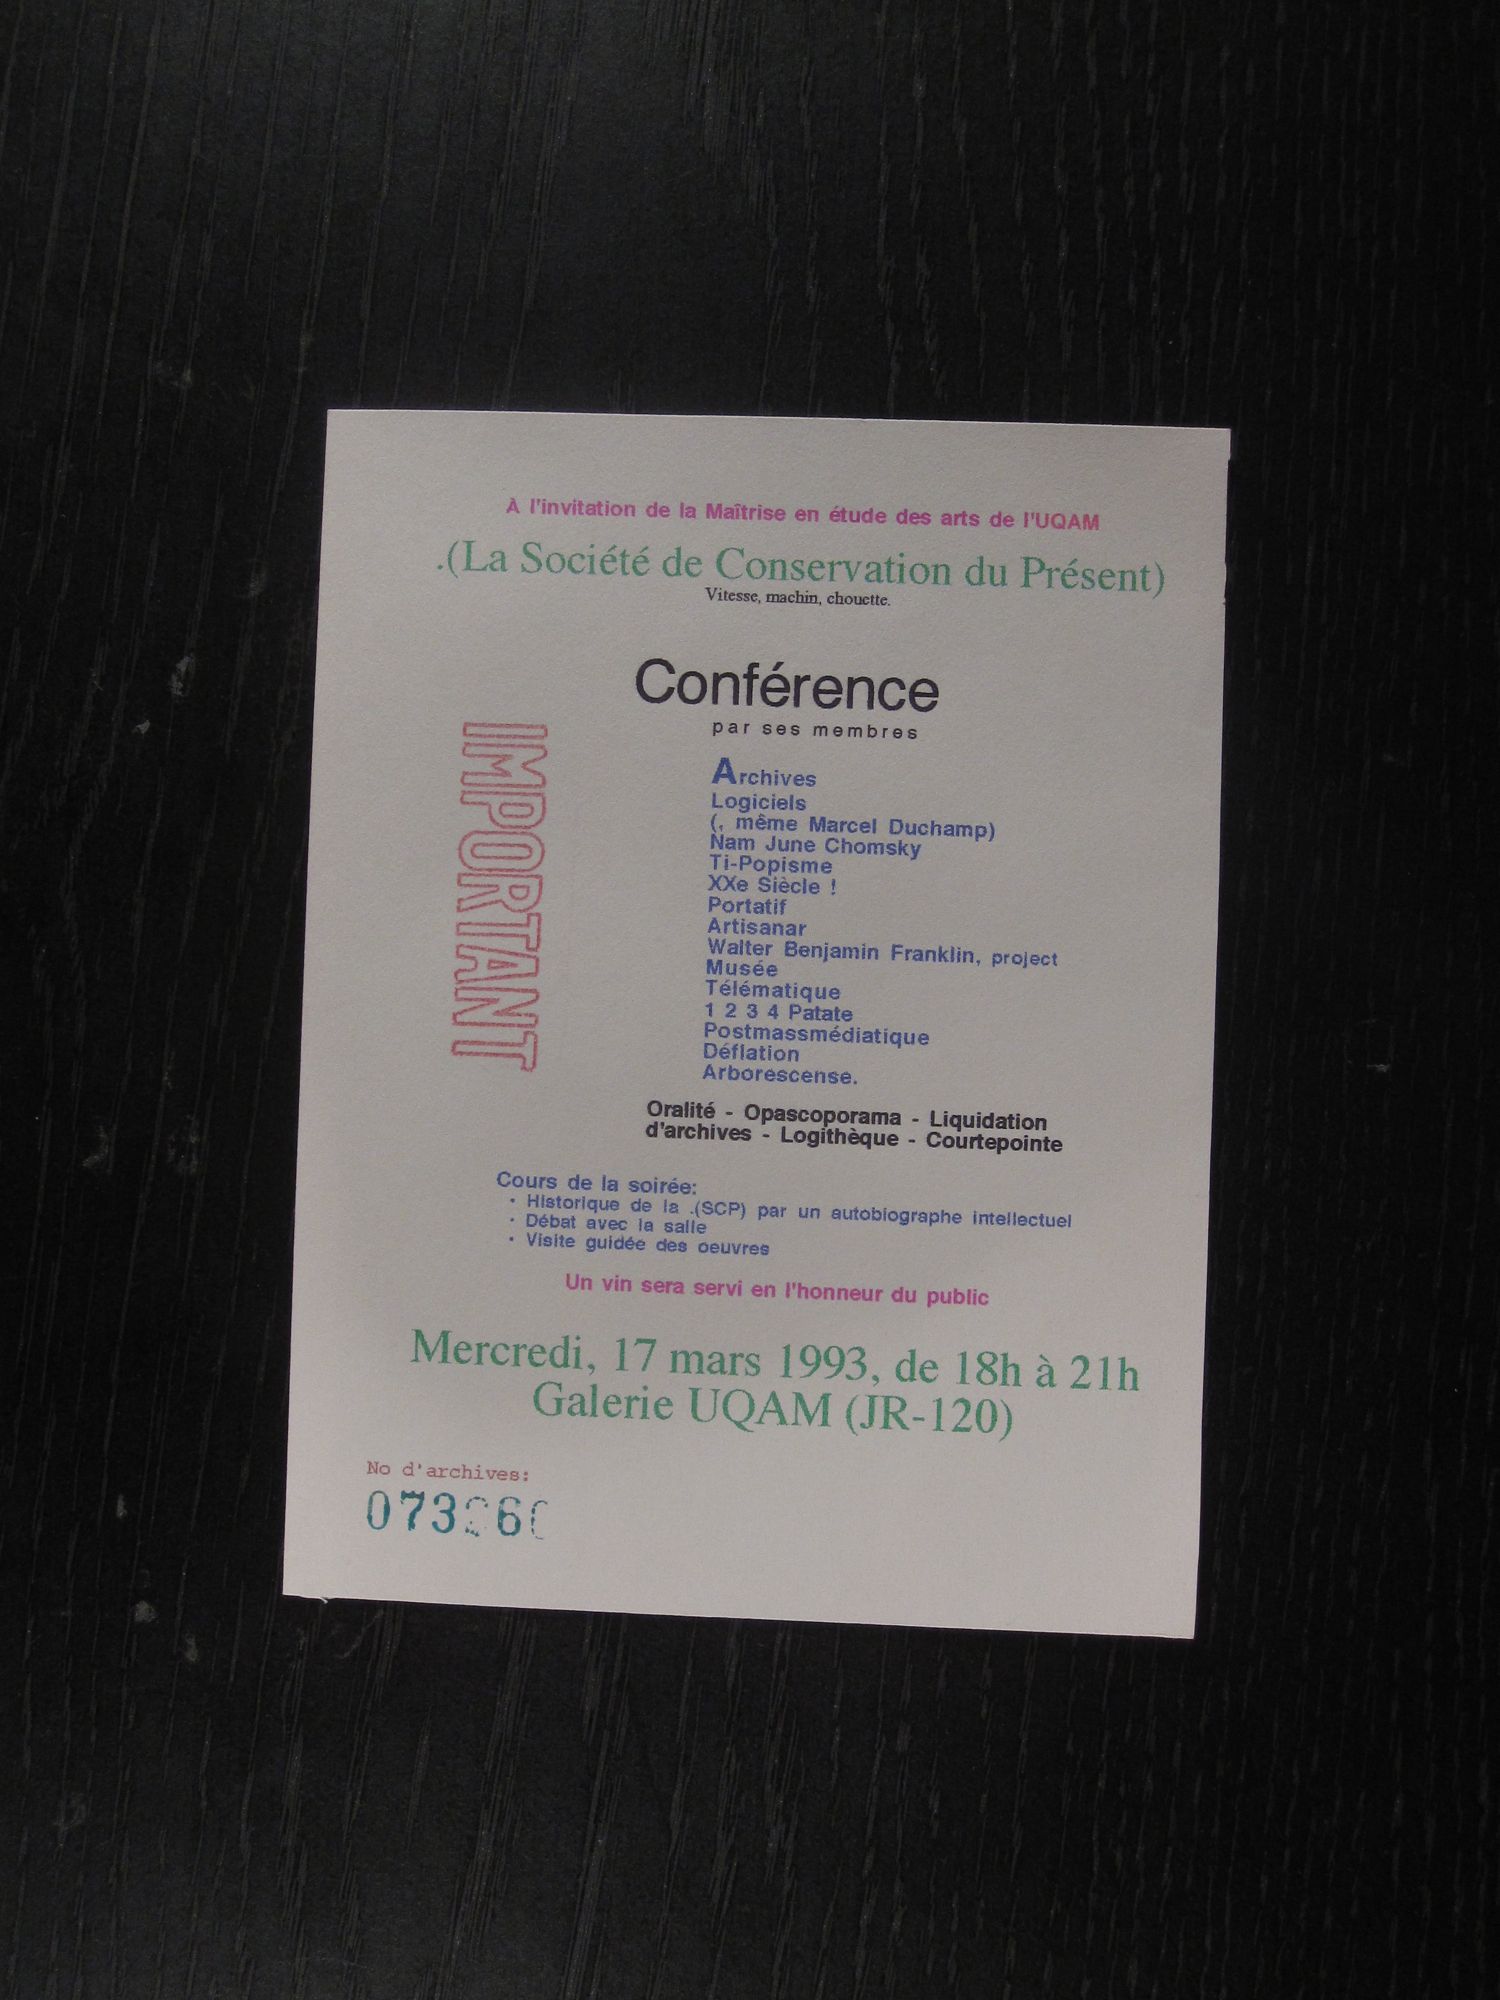 À l'invitation de la Maîtrise en étude des arts de l'UQAM
.(La Société de Conservation du Présent)
Vitesse, machin, chouette.
Conférence
par ses membres
IMPORTANT
Archives
Logiciels
(, même Marcel Duchamp)
Nam June Chomsky
Ti-Popisme
XXe Siècle !
Portatif
Artisanar
Walter Benjamin Franklin, project
Musée
Télématique
1 2 3 4 Patate
Postmassmédiatique
Déflation
Arborescense.
Oralité - Opascoporama - Liquidation
d'archives - Logithèque - Courtepointe
Cours de la soirée:
• Historique de la .(SCP) par un autobiographe intellectuel
• Débat avec la salle
• Visite guidée des oeuvres
Un vin sera servi en l'honneur du public
Mercredi, 17 mars 1993, de 18h à 21h
Galerie UQAM (JR-120)
No d'archives: